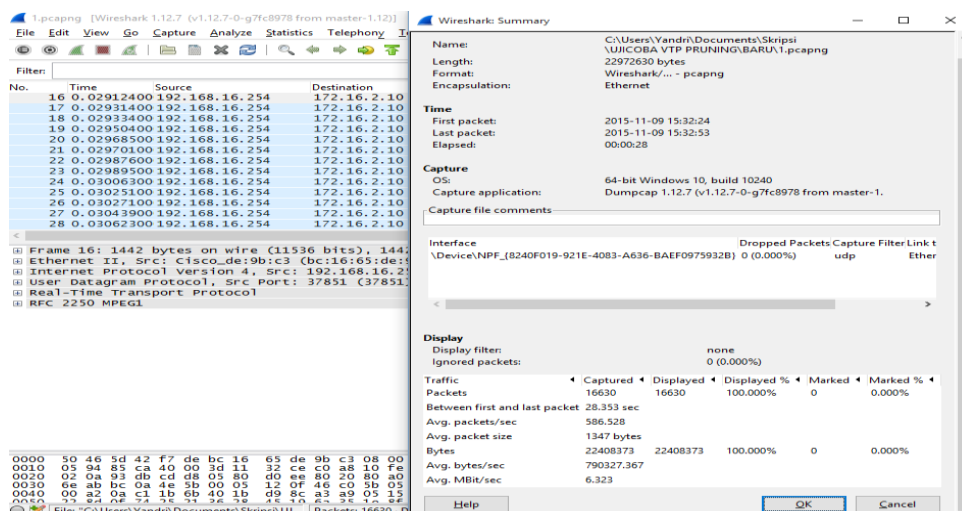 1.pcapng [Wireshark 1.12.7 (v1.12.7-0-g7fc8978 from master-1.12)]
File Edit View Go Capture Analyze Statistics Telephony
Filter:
No. Time Source Destination
16 0.02912400 192.168.16.254 172.16.2.10
17 0.02931400 192.168.16.254 172.16.2.10
18 0.02933400 192.168.16.254 172.16.2.10
19 0.02950400 192.168.16.254 172.16.2.10
20 0.02968500 192.168.16.254 172.16.2.10
21 0.02970100 192.168.16.254 172.16.2.10
22 0.02987600 192.168.16.254 172.16.2.10
23 0.02989500 192.168.16.254 172.16.2.10
24 0.03006300 192.168.16.254 172.16.2.10
25 0.03025100 192.168.16.254 172.16.2.10
26 0.03027100 192.168.16.254 172.16.2.10
27 0.03043900 192.168.16.254 172.16.2.10
28 0.03062300 192.168.16.254 172.16.2.10
Frame 16: 1442 bytes on wire (11536 bits), 144
Ethernet II, Src: Cisco_de:9b:c3 (bc:16:65:de:
Internet Protocol Version 4, Src: 192.168.16.2
User Datagram Protocol, Src Port: 37851 (37851
Real-Time Transport Protocol
RFC 2250 MPEG1
0000 50 46 5d 42 f7 de bc 16 65 de 9b c3 08 00
0010 05 94 85 ca 40 00 3d 11 32 ce c0 a8 10 fe
0020 02 0a 93 db cd d8 05 80 d0 ee 80 20 80 a0
0030 6e ab bc 0a 4e 5b 00 05 12 0f 46 c0 5b 05
0040 00 a2 0a c1 1b 6b 40 1b d9 8c a3 a9 05 15
File: "C:\Users\Yandri\Documents\Skripsi\UJI... Packets: 16630
Wireshark: Summary
Name: C:\Users\Yandri\Documents\Skripsi
\UJICOBA VTP PRUNING\BARU\1.pcapng
Length: 22972630 bytes
Format: Wireshark/... - pcapng
Encapsulation: Ethernet
Time
First packet: 2015-11-09 15:32:24
Last packet: 2015-11-09 15:32:53
Elapsed: 00:00:28
Capture
OS: 64-bit Windows 10, build 10240
Capture application: Dumpcap 1.12.7 (v1.12.7-0-g7fc8978 from master-1.
Capture file comments
Interface Dropped Packets Capture Filter Link t
\Device\NPF_{8240F019-921E-4083-A636-BAEF0975932B} 0 (0.000%) udp Ether
Display
Display filter: none
Ignored packets: 0 (0.000%)
Traffic Captured Displayed Displayed % Marked Marked %
Packets 16630 16630 100.000% 0 0.000%
Between first and last packet 28.353 sec
Avg. packets/sec 586.528
Avg. packet size 1347 bytes
Bytes 22408373 22408373 100.000% 0 0.000%
Avg. bytes/sec 790327.367
Avg. MBit/sec 6.323
Help OK Cancel